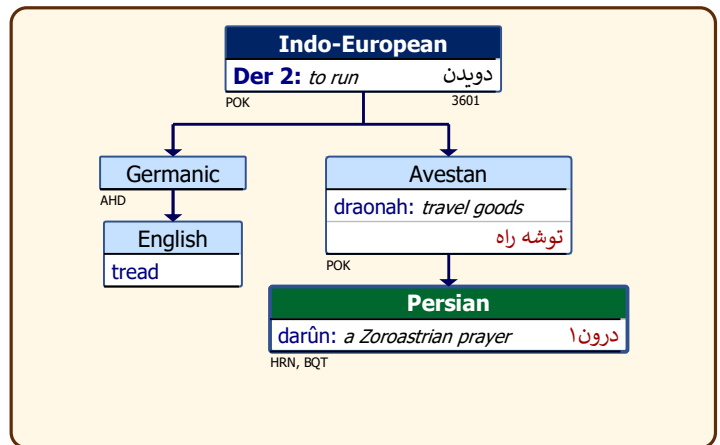 Indo-European
Der 2: to run دویدن
POK 3601
Germanic
AHD
English
tread
Avestan
draonah: travel goods
توشه راه
POK
Persian
darûn: a Zoroastrian prayer درون۱
HRN, BQT